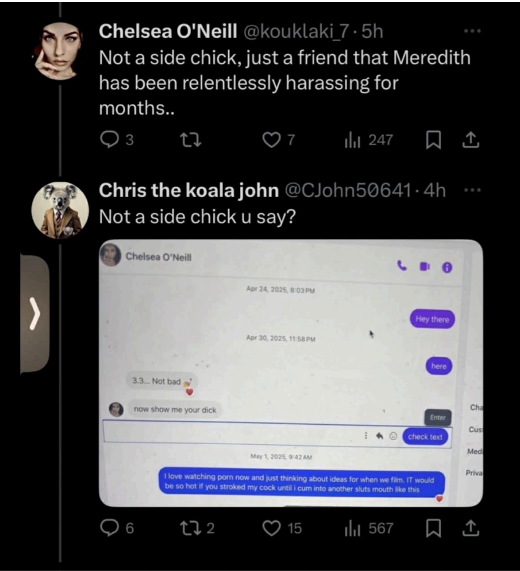 Chelsea O'Neill @kouklaki_7 · 5h
Not a side chick, just a friend that Meredith
has been relentlessly harassing for
months..
3 7 247
Chris the koala john @CJohn50641 · 4h
Not a side chick u say?
Chelsea O'Neill
Apr 24, 2025, 8:03 PM
Hey there
Apr 30, 2025, 11:58 PM
here
3.3... Not bad
now show me your dick
Enter
check text
May 1, 2025, 9:42 AM
I love watching porn now and just thinking about ideas for when we film. IT would
be so hot if you stroked my cock until i cum into another sluts mouth like this
Cha
Cus
Med
Priva
6 2 15 567